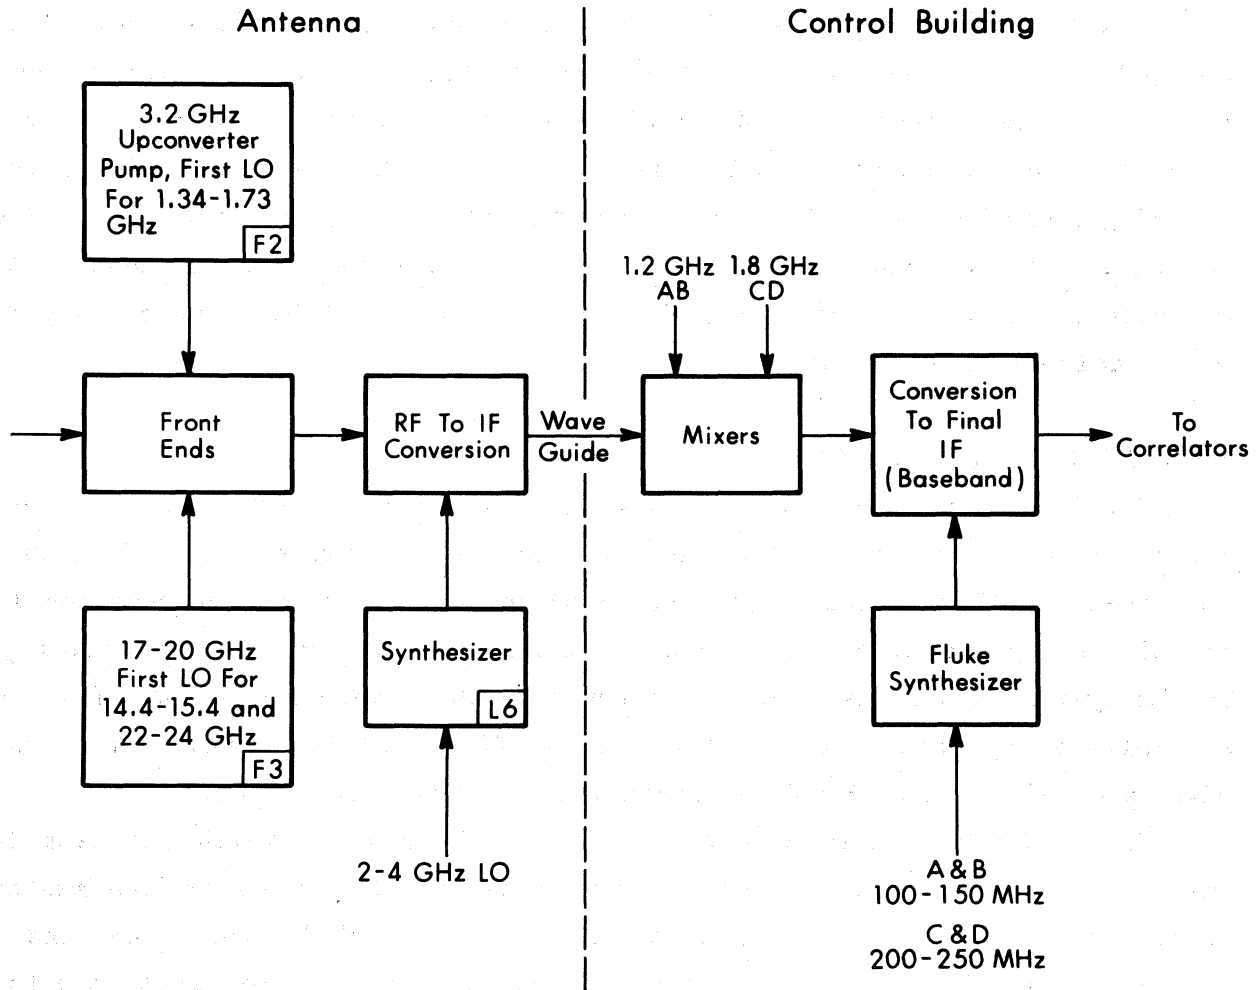 Antenna
Control Building
3.2 GHz
Upconverter
Pump, First LO
For 1.34-1.73
GHz
F2
1.2 GHz
AB
1.8 GHz
CD
Front
Ends
RF To IF
Conversion
Wave
Guide
Mixers
Conversion
To Final
IF
(Baseband)
To
Correlators
17-20 GHz
First LO For
14.4-15.4 and
22-24 GHz
F3
Synthesizer
L6
Fluke
Synthesizer
2-4 GHz LO
A & B
100-150 MHz
C & D
200-250 MHz